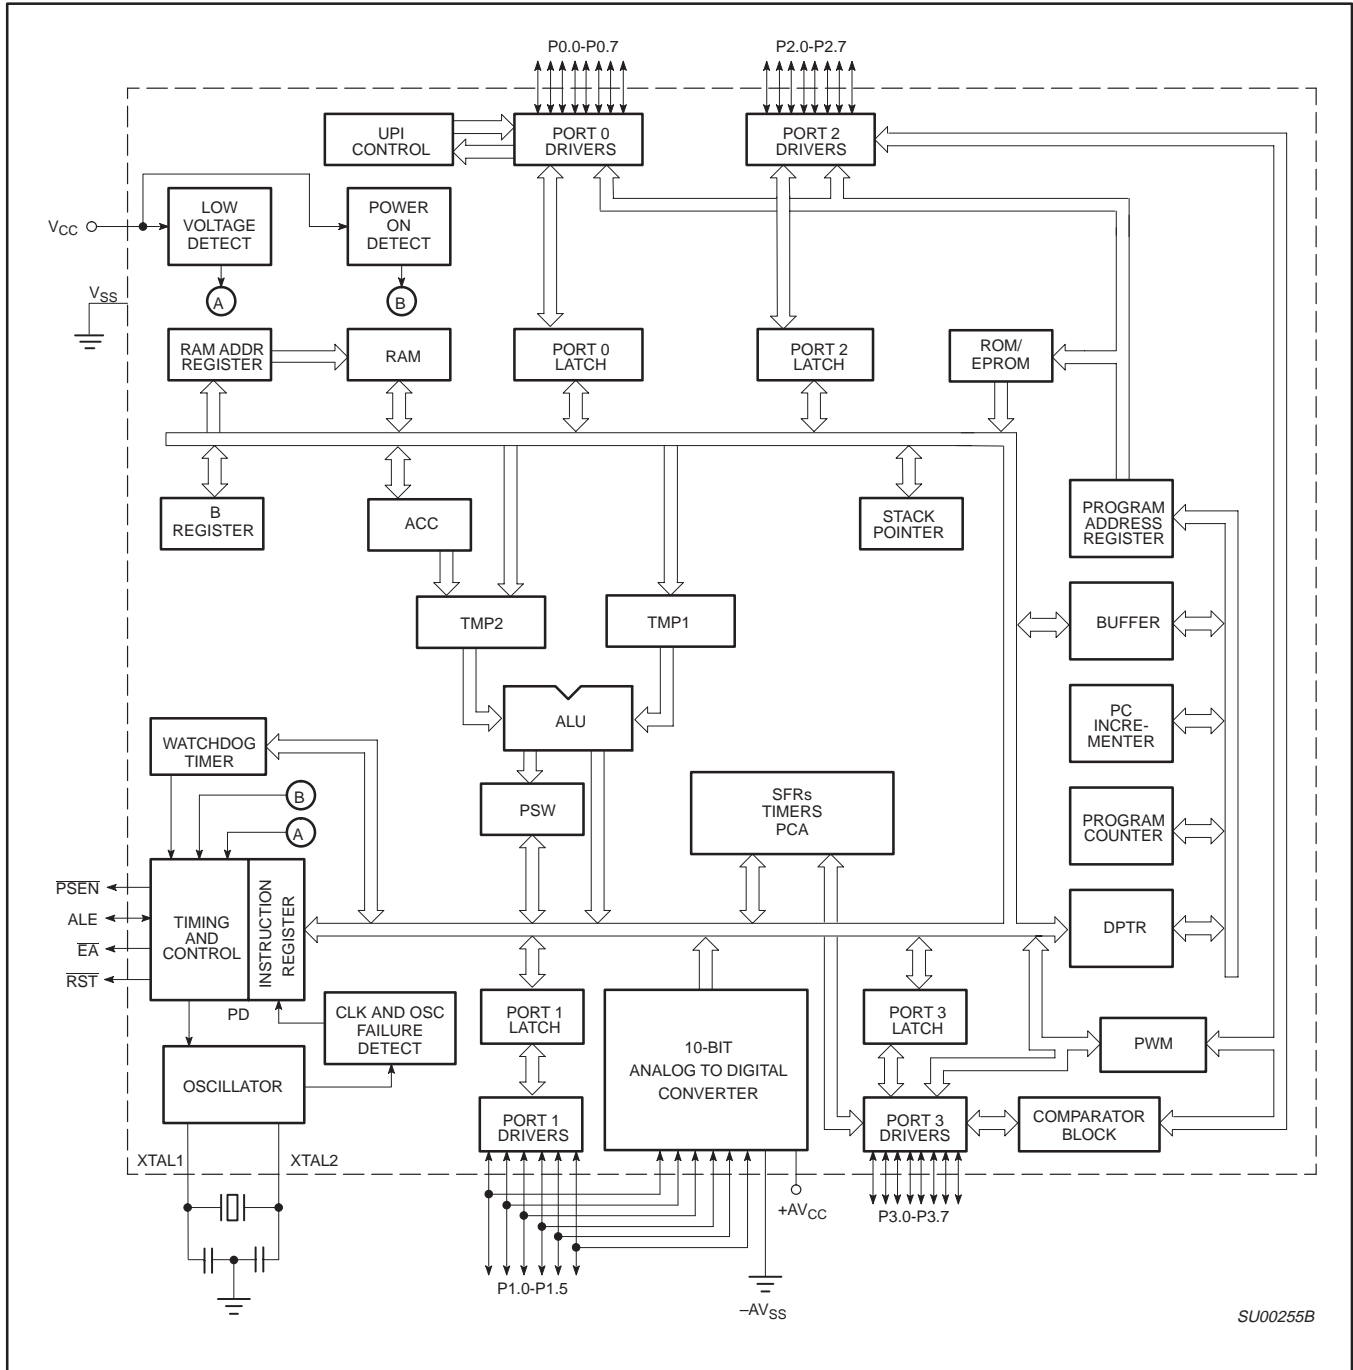 P0.0-P0.7
P2.0-P2.7
UPI
CONTROL
PORT 0
DRIVERS
PORT 2
DRIVERS
VCC
LOW
VOLTAGE
DETECT
POWER
ON
DETECT
A
B
VSS
RAM ADDR
REGISTER
RAM
PORT 0
LATCH
PORT 2
LATCH
ROM/
EPROM
B
REGISTER
ACC
STACK
POINTER
PROGRAM
ADDRESS
REGISTER
TMP2
TMP1
BUFFER
ALU
PC
INCRE-
MENTER
WATCHDOG
TIMER
B
A
PSW
SFRs
TIMERS
PCA
PROGRAM
COUNTER
PSEN
ALE
EA
RST
TIMING
AND
CONTROL
INSTRUCTION
REGISTER
DPTR
PD
CLK AND OSC
FAILURE
DETECT
PORT 1
LATCH
10-BIT
ANALOG TO DIGITAL
CONVERTER
PORT 3
LATCH
PWM
OSCILLATOR
PORT 1
DRIVERS
PORT 3
DRIVERS
COMPARATOR
BLOCK
XTAL1
XTAL2
+AVCC
P3.0-P3.7
P1.0-P1.5
–AVSS
SU00255B